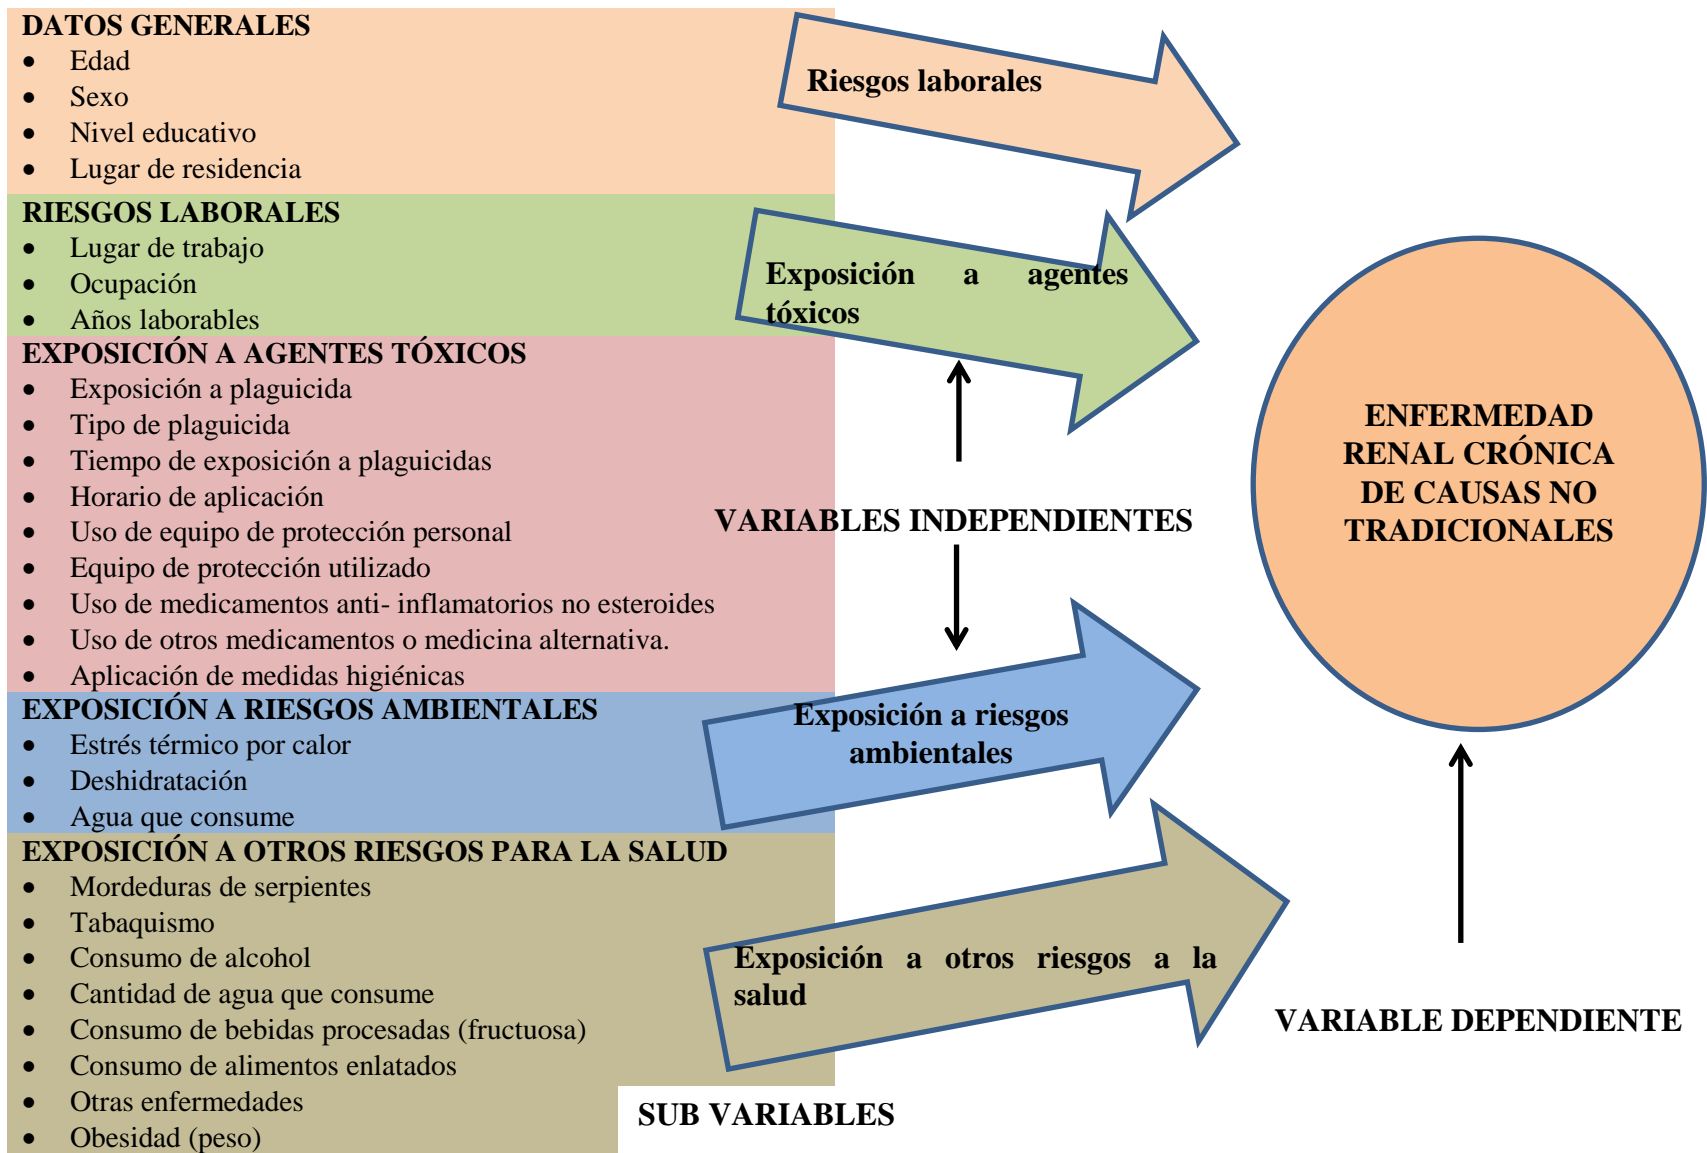 DATOS GENERALES
• Edad
• Sexo
• Nivel educativo
• Lugar de residencia
RIESGOS LABORALES
• Lugar de trabajo
• Ocupación
• Años laborables
EXPOSICIÓN A AGENTES TÓXICOS
• Exposición a plaguicida
• Tipo de plaguicida
• Tiempo de exposición a plaguicidas
• Horario de aplicación
• Uso de equipo de protección personal
• Equipo de protección utilizado
• Uso de medicamentos anti- inflamatorios no esteroides
• Uso de otros medicamentos o medicina alternativa.
• Aplicación de medidas higiénicas
EXPOSICIÓN A RIESGOS AMBIENTALES
• Estrés térmico por calor
• Deshidratación
• Agua que consume
EXPOSICIÓN A OTROS RIESGOS PARA LA SALUD
• Mordeduras de serpientes
• Tabaquismo
• Consumo de alcohol
• Cantidad de agua que consume
• Consumo de bebidas procesadas (fructuosa)
• Consumo de alimentos enlatados
• Otras enfermedades
• Obesidad (peso)
SUB VARIABLES
Riesgos laborales
Exposición a agentes
tóxicos
VARIABLES INDEPENDIENTES
Exposición a riesgos
ambientales
Exposición a otros riesgos a la
salud
ENFERMEDAD
RENAL CRÓNICA
DE CAUSAS NO
TRADICIONALES
VARIABLE DEPENDIENTE